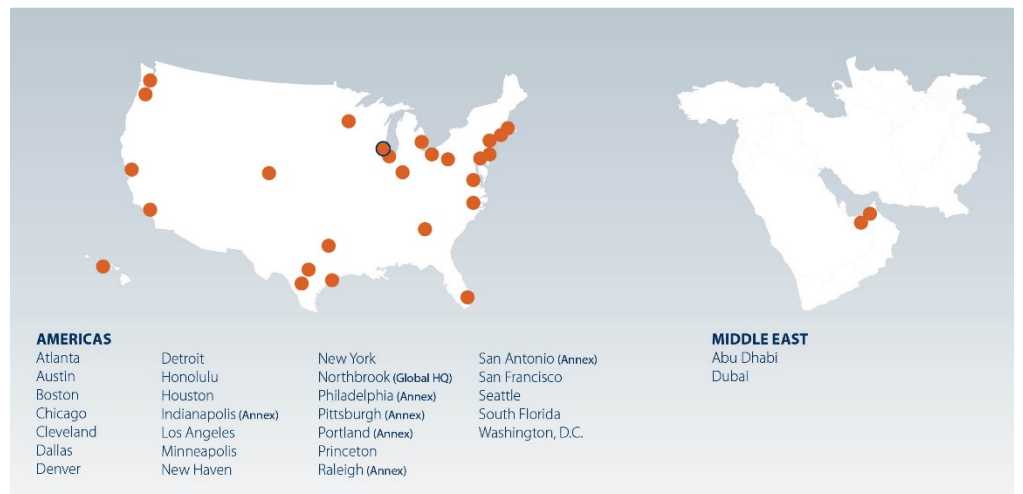 AMERICAS
Atlanta
Austin
Boston
Chicago
Cleveland
Dallas
Denver
Detroit
Honolulu
Houston
Indianapolis (Annex)
Los Angeles
Minneapolis
New Haven
New York
Northbrook (Global HQ)
Philadelphia (Annex)
Pittsburgh (Annex)
Portland (Annex)
Princeton
Raleigh (Annex)
San Antonio (Annex)
San Francisco
Seattle
South Florida
Washington, D.C.
MIDDLE EAST
Abu Dhabi
Dubai